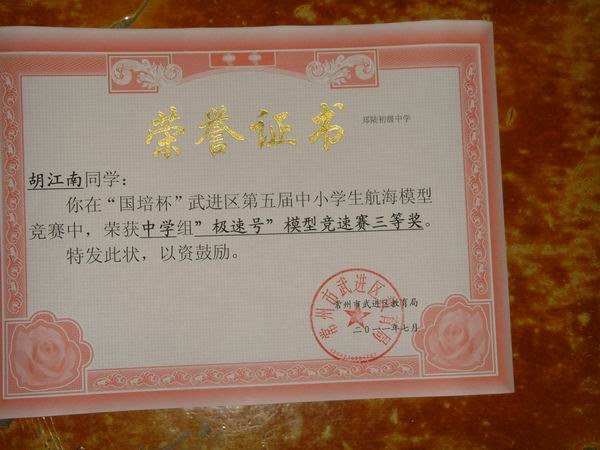 荣誉证书
郑陆初级中学
胡江南同学：
你在“国培杯”武进区第五届中小学生航海模型
竞赛中，荣获中学组”极速号”模型竞速赛三等奖。
特发此状，以资鼓励。
常州市武进区教育局
常州市武进区教育局
二0一一年七月